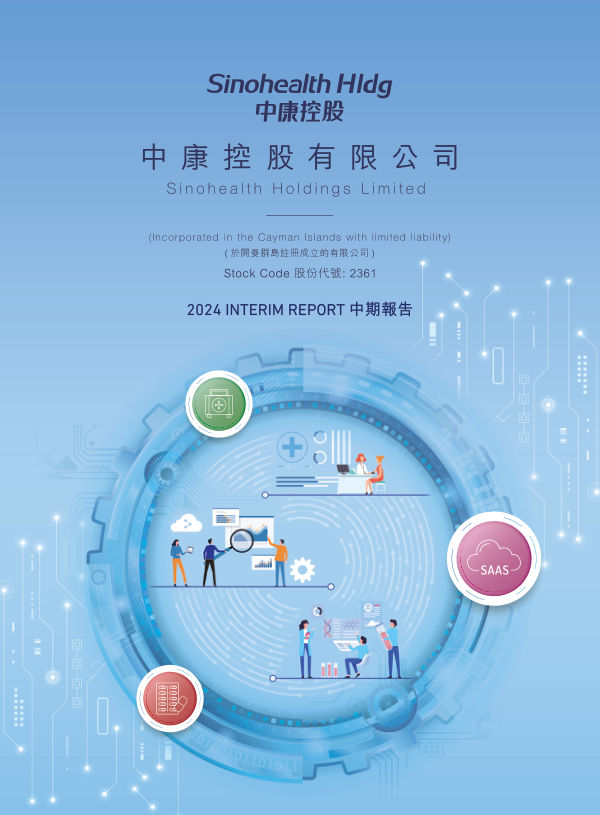 Sinohealth Hldg
中康控股
中康控股有限公司
Sinohealth Holdings Limited
(Incorporated in the Cayman Islands with limited liability)
(於開曼群島註冊成立的有限公司)
Stock Code 股份代號: 2361
2024 INTERIM REPORT 中期報告
SAAS